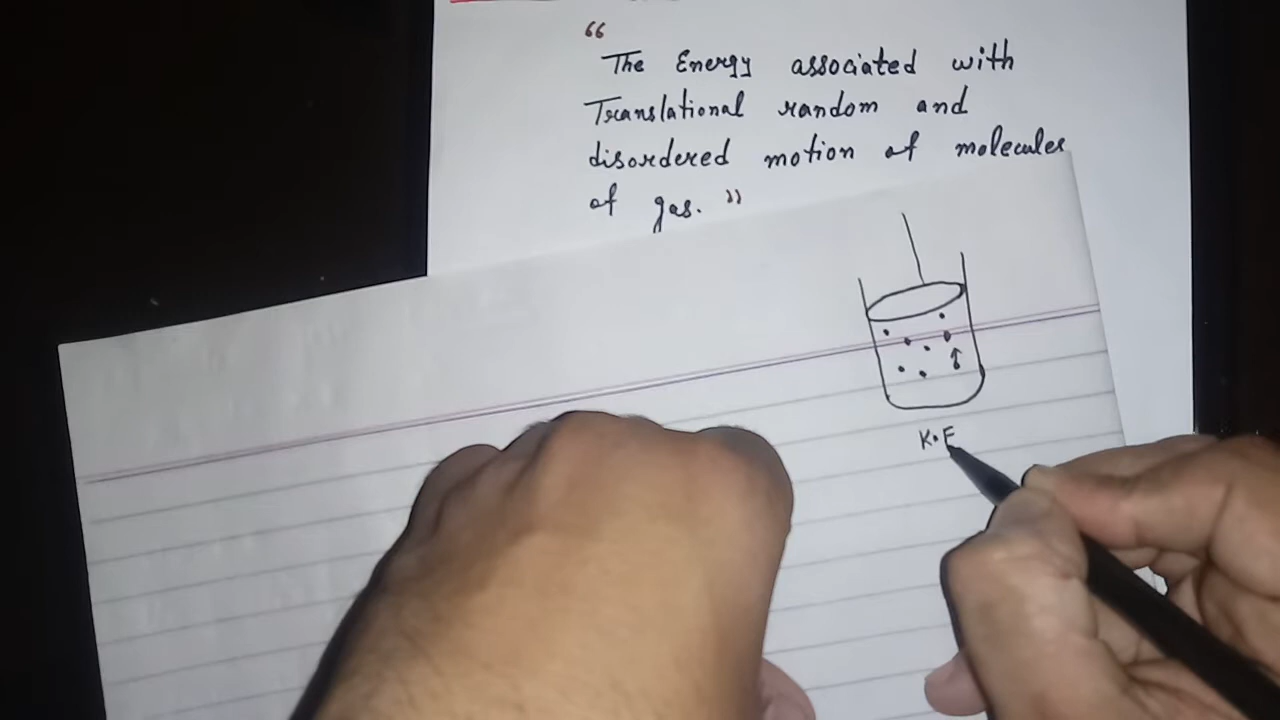 “
The Energy associated with
Translational random and
disordered motion of molecules
of gas. ”
K.E